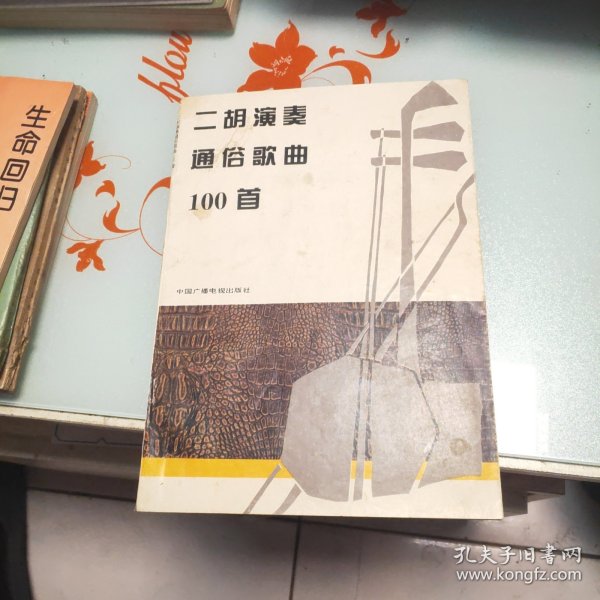 二胡演奏
通俗歌曲
100首
中国广播电视出版社
生命回归
plow
孔夫子旧书网
www.kongfz.com